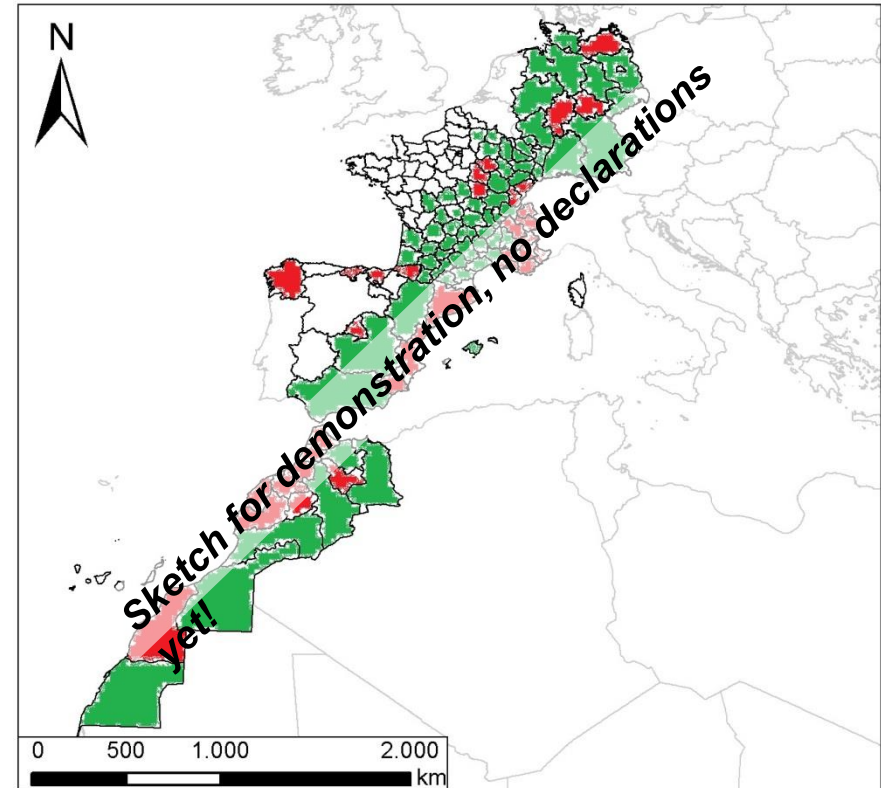 N
Sketch for demonstration, no declarations
yet!
0 500 1.000 2.000
km